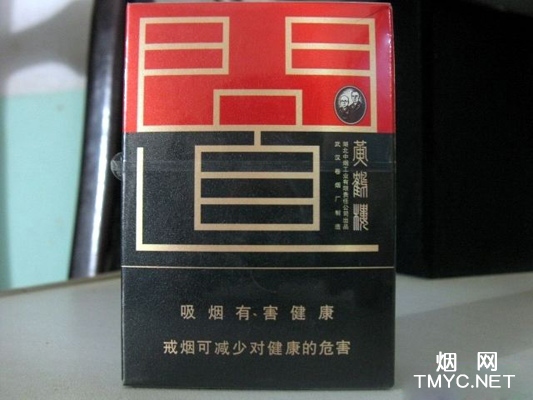 黃鶴樓
湖北中烟工业有限责任公司出品
武汉卷烟厂制造
吸烟有害健康
戒烟可减少对健康的危害
烟网
TMYC.NET